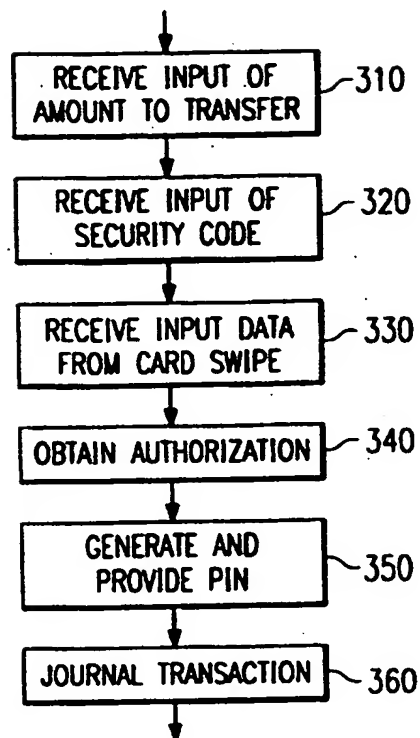 RECEIVE INPUT OF
AMOUNT TO TRANSFER
310
RECEIVE INPUT OF
SECURITY CODE
320
RECEIVE INPUT DATA
FROM CARD SWIPE
330
OBTAIN AUTHORIZATION
340
GENERATE AND
PROVIDE PIN
350
JOURNAL TRANSACTION
360